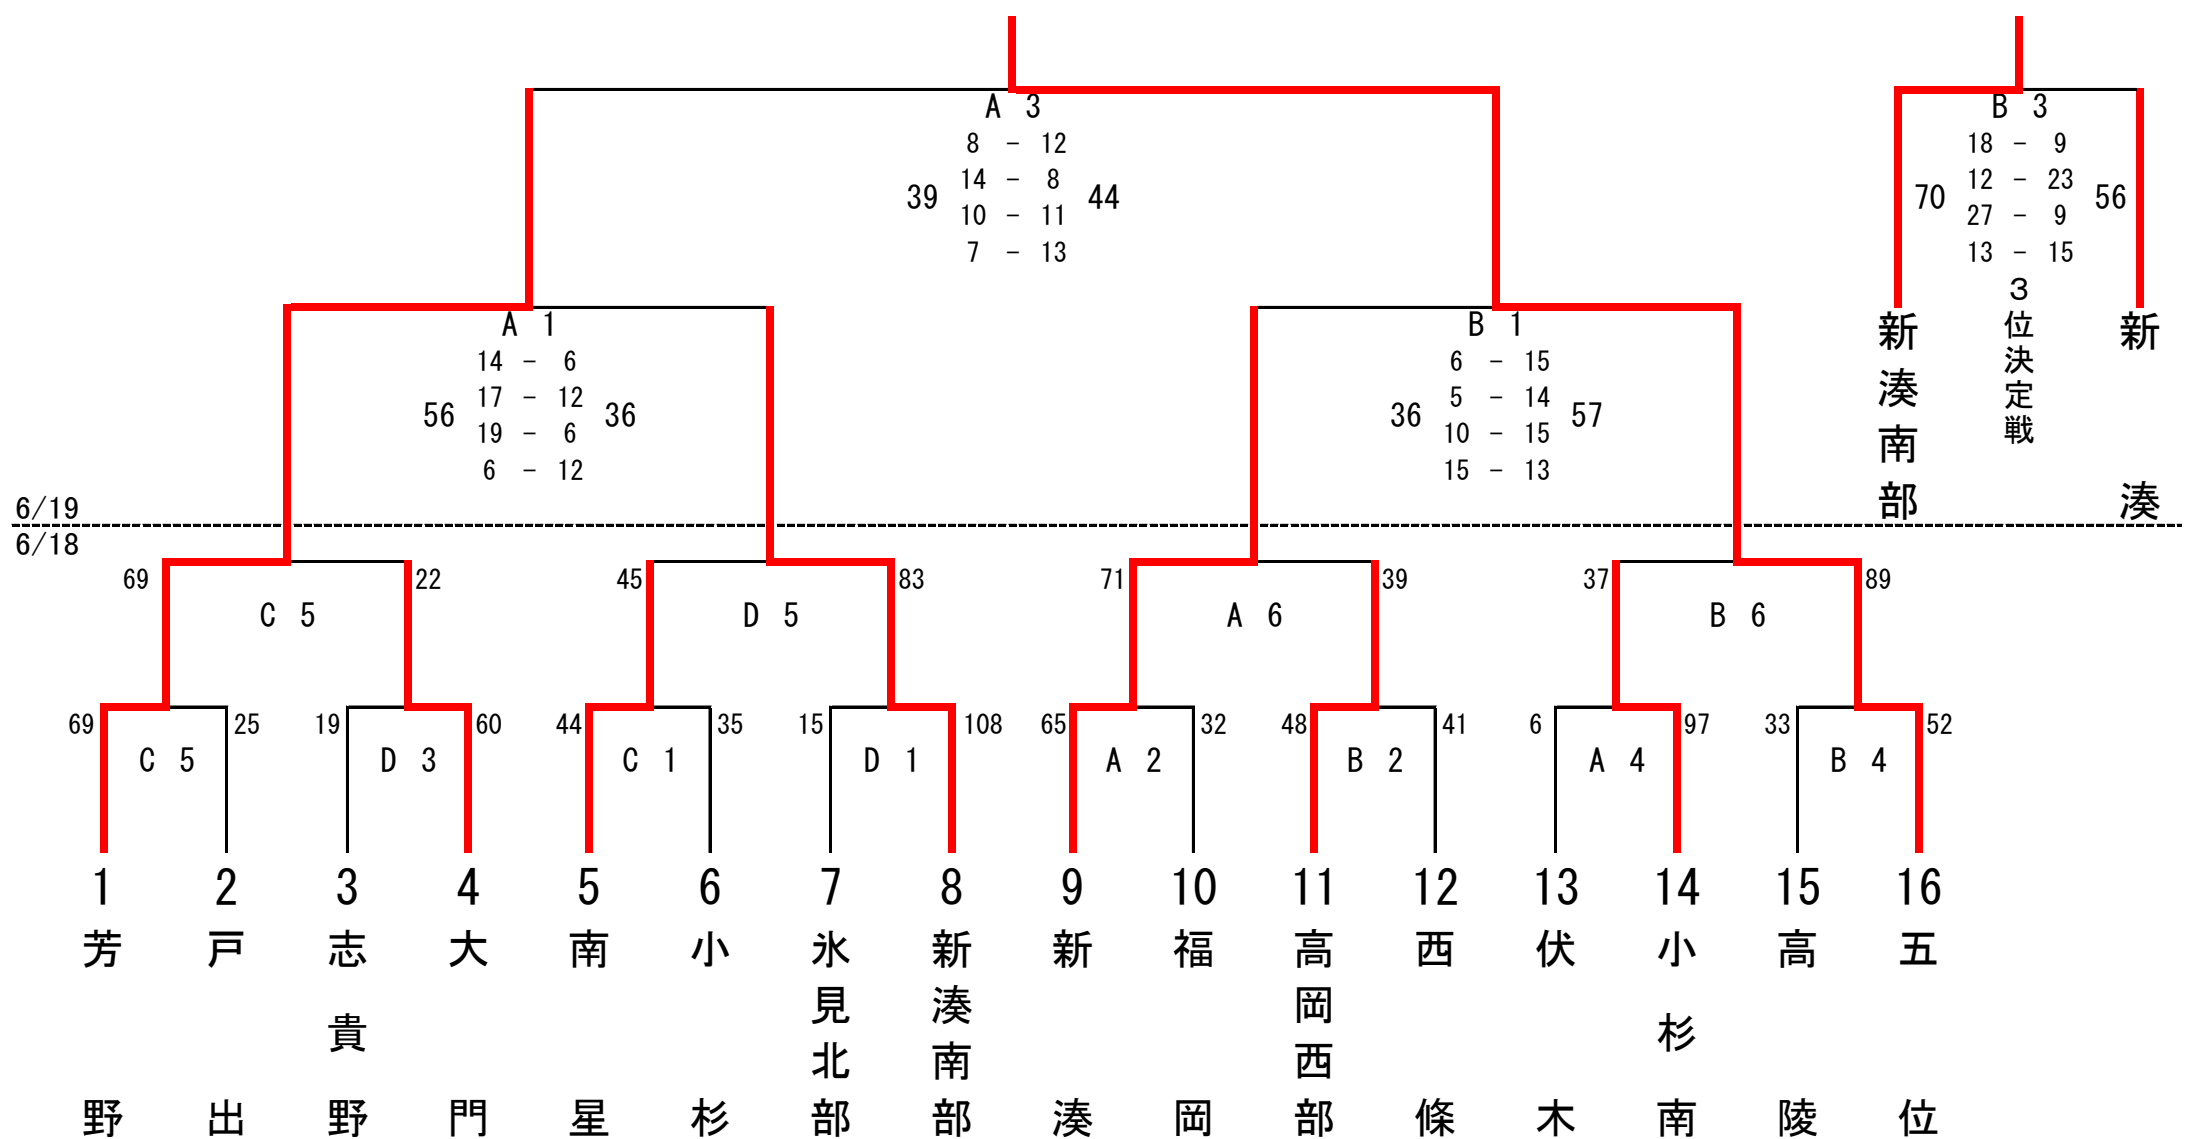 A 3
8 - 12
14 - 8
39 44
10 - 11
7 - 13
B 3
18 - 9
12 - 23
70 56
27 - 9
13 - 15
3位決定戦
新湊南部
新湊
A 1
14 - 6
17 - 12
56 36
19 - 6
6 - 12
B 1
6 - 15
5 - 14
36 57
10 - 15
15 - 13
6/19
6/18
69 22 45 83 71 39 37 89
C 5 D 5 A 6 B 6
69 25 19 60 44 35 15 108 65 32 48 41 6 97 33 52
C 5 D 3 C 1 D 1 A 2 B 2 A 4 B 4
1 2 3 4 5 6 7 8 9 10 11 12 13 14 15 16
芳野
戸出
志貴野
大門
南星
小杉
氷見北部
新湊南部
新湊
福岡
高岡西部
西條
伏木
小杉南
高陵
五位